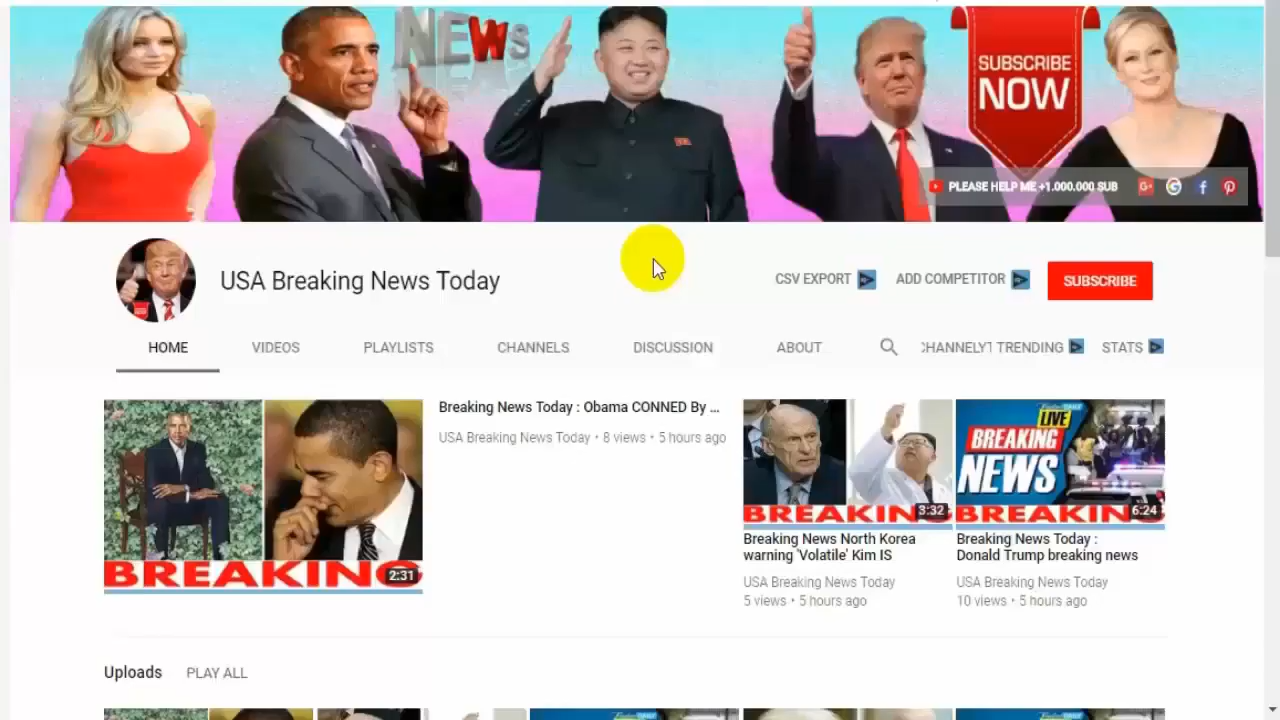 NEWS
SUBSCRIBE
NOW
PLEASE HELP ME +1.000.000 SUB
USA Breaking News Today
CSV EXPORT
ADD COMPETITOR
SUBSCRIBE
HOME
VIDEOS
PLAYLISTS
CHANNELS
DISCUSSION
ABOUT
TRENDING
STATS
BREAKING
2:31
Breaking News Today : Obama CONNED By ...
USA Breaking News Today • 8 views • 5 hours ago
BREAKIN
3:32
Breaking News North Korea
warning 'Volatile' Kim IS
USA Breaking News Today
5 views • 5 hours ago
LIVE
BREAKING
NEWS
BREAKIN
6:24
Breaking News Today :
Donald Trump breaking news
USA Breaking News Today
10 views • 5 hours ago
Uploads
PLAY ALL